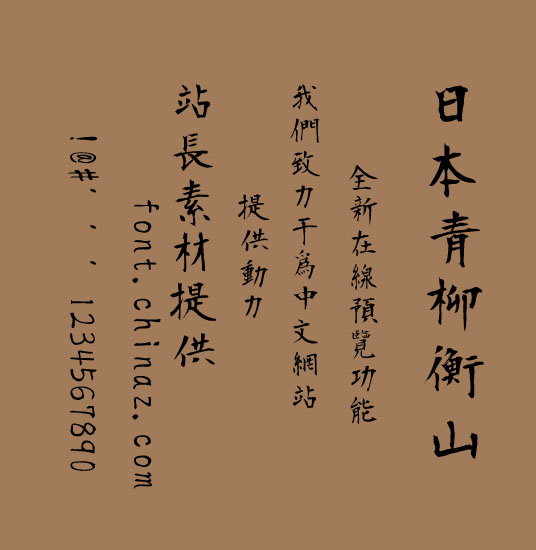 日本青柳衡山
全新在線預覽功能
我們致力干爲中文網站
提供動力
站長素材提供
font.chinaz.com
!@#··· 1234567890